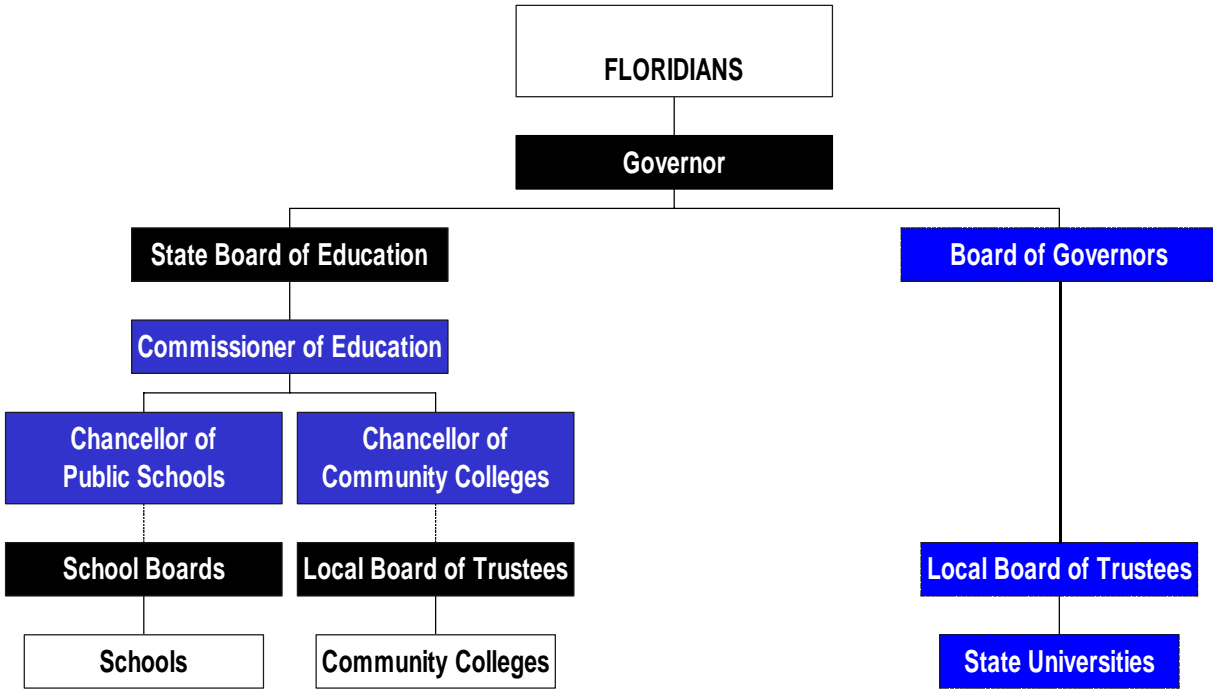 FLORIDIANS
Governor
State Board of Education
Board of Governors
Commissioner of Education
Chancellor of
Public Schools
Chancellor of
Community Colleges
School Boards
Local Board of Trustees
Local Board of Trustees
Schools
Community Colleges
State Universities